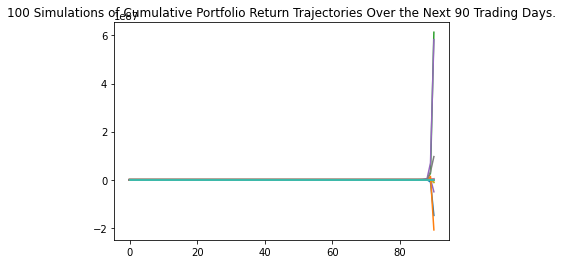 100 Simulations of Cumulative Portfolio Return Trajectories Over the Next 90 Trading Days.
6
4
2
0
−2
0 20 40 60 80